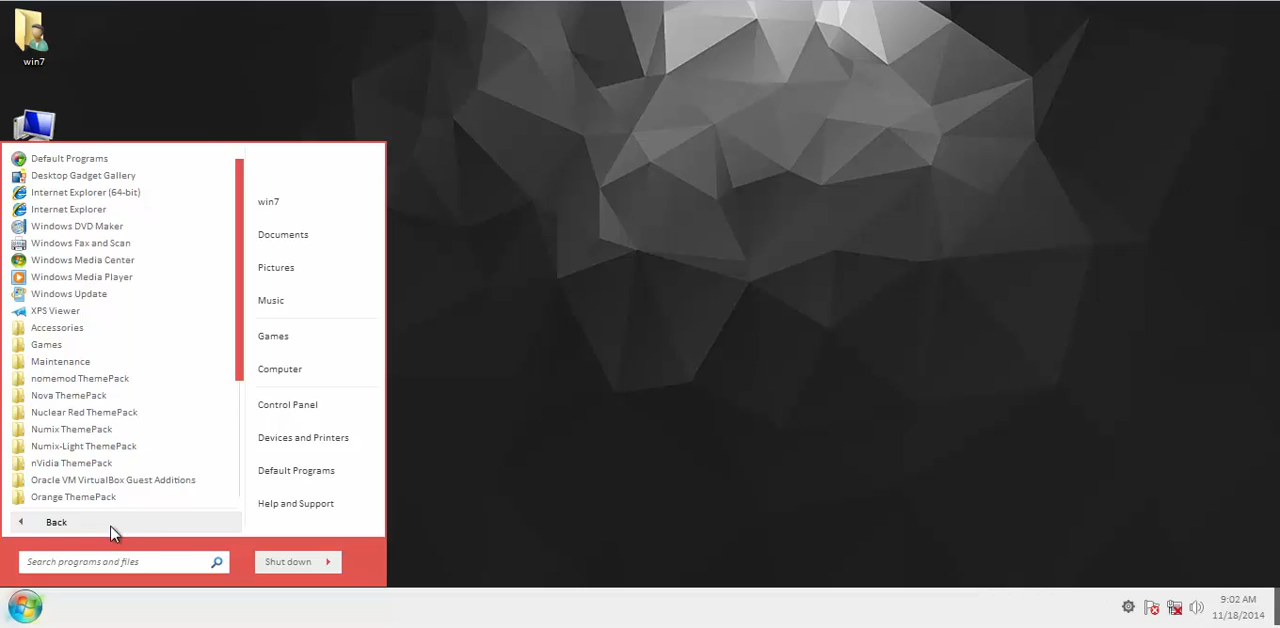 win7
Default Programs
Desktop Gadget Gallery
Internet Explorer (64-bit)
Internet Explorer
Windows DVD Maker
Windows Fax and Scan
Windows Media Center
Windows Media Player
Windows Update
XPS Viewer
Accessories
Games
Maintenance
nomemod ThemePack
Nova ThemePack
Nuclear Red ThemePack
Numix ThemePack
Numix-Light ThemePack
nVidia ThemePack
Oracle VM VirtualBox Guest Additions
Orange ThemePack
Back
Search programs and files
win7
Documents
Pictures
Music
Games
Computer
Control Panel
Devices and Printers
Default Programs
Help and Support
Shut down
9:02 AM
11/18/2014